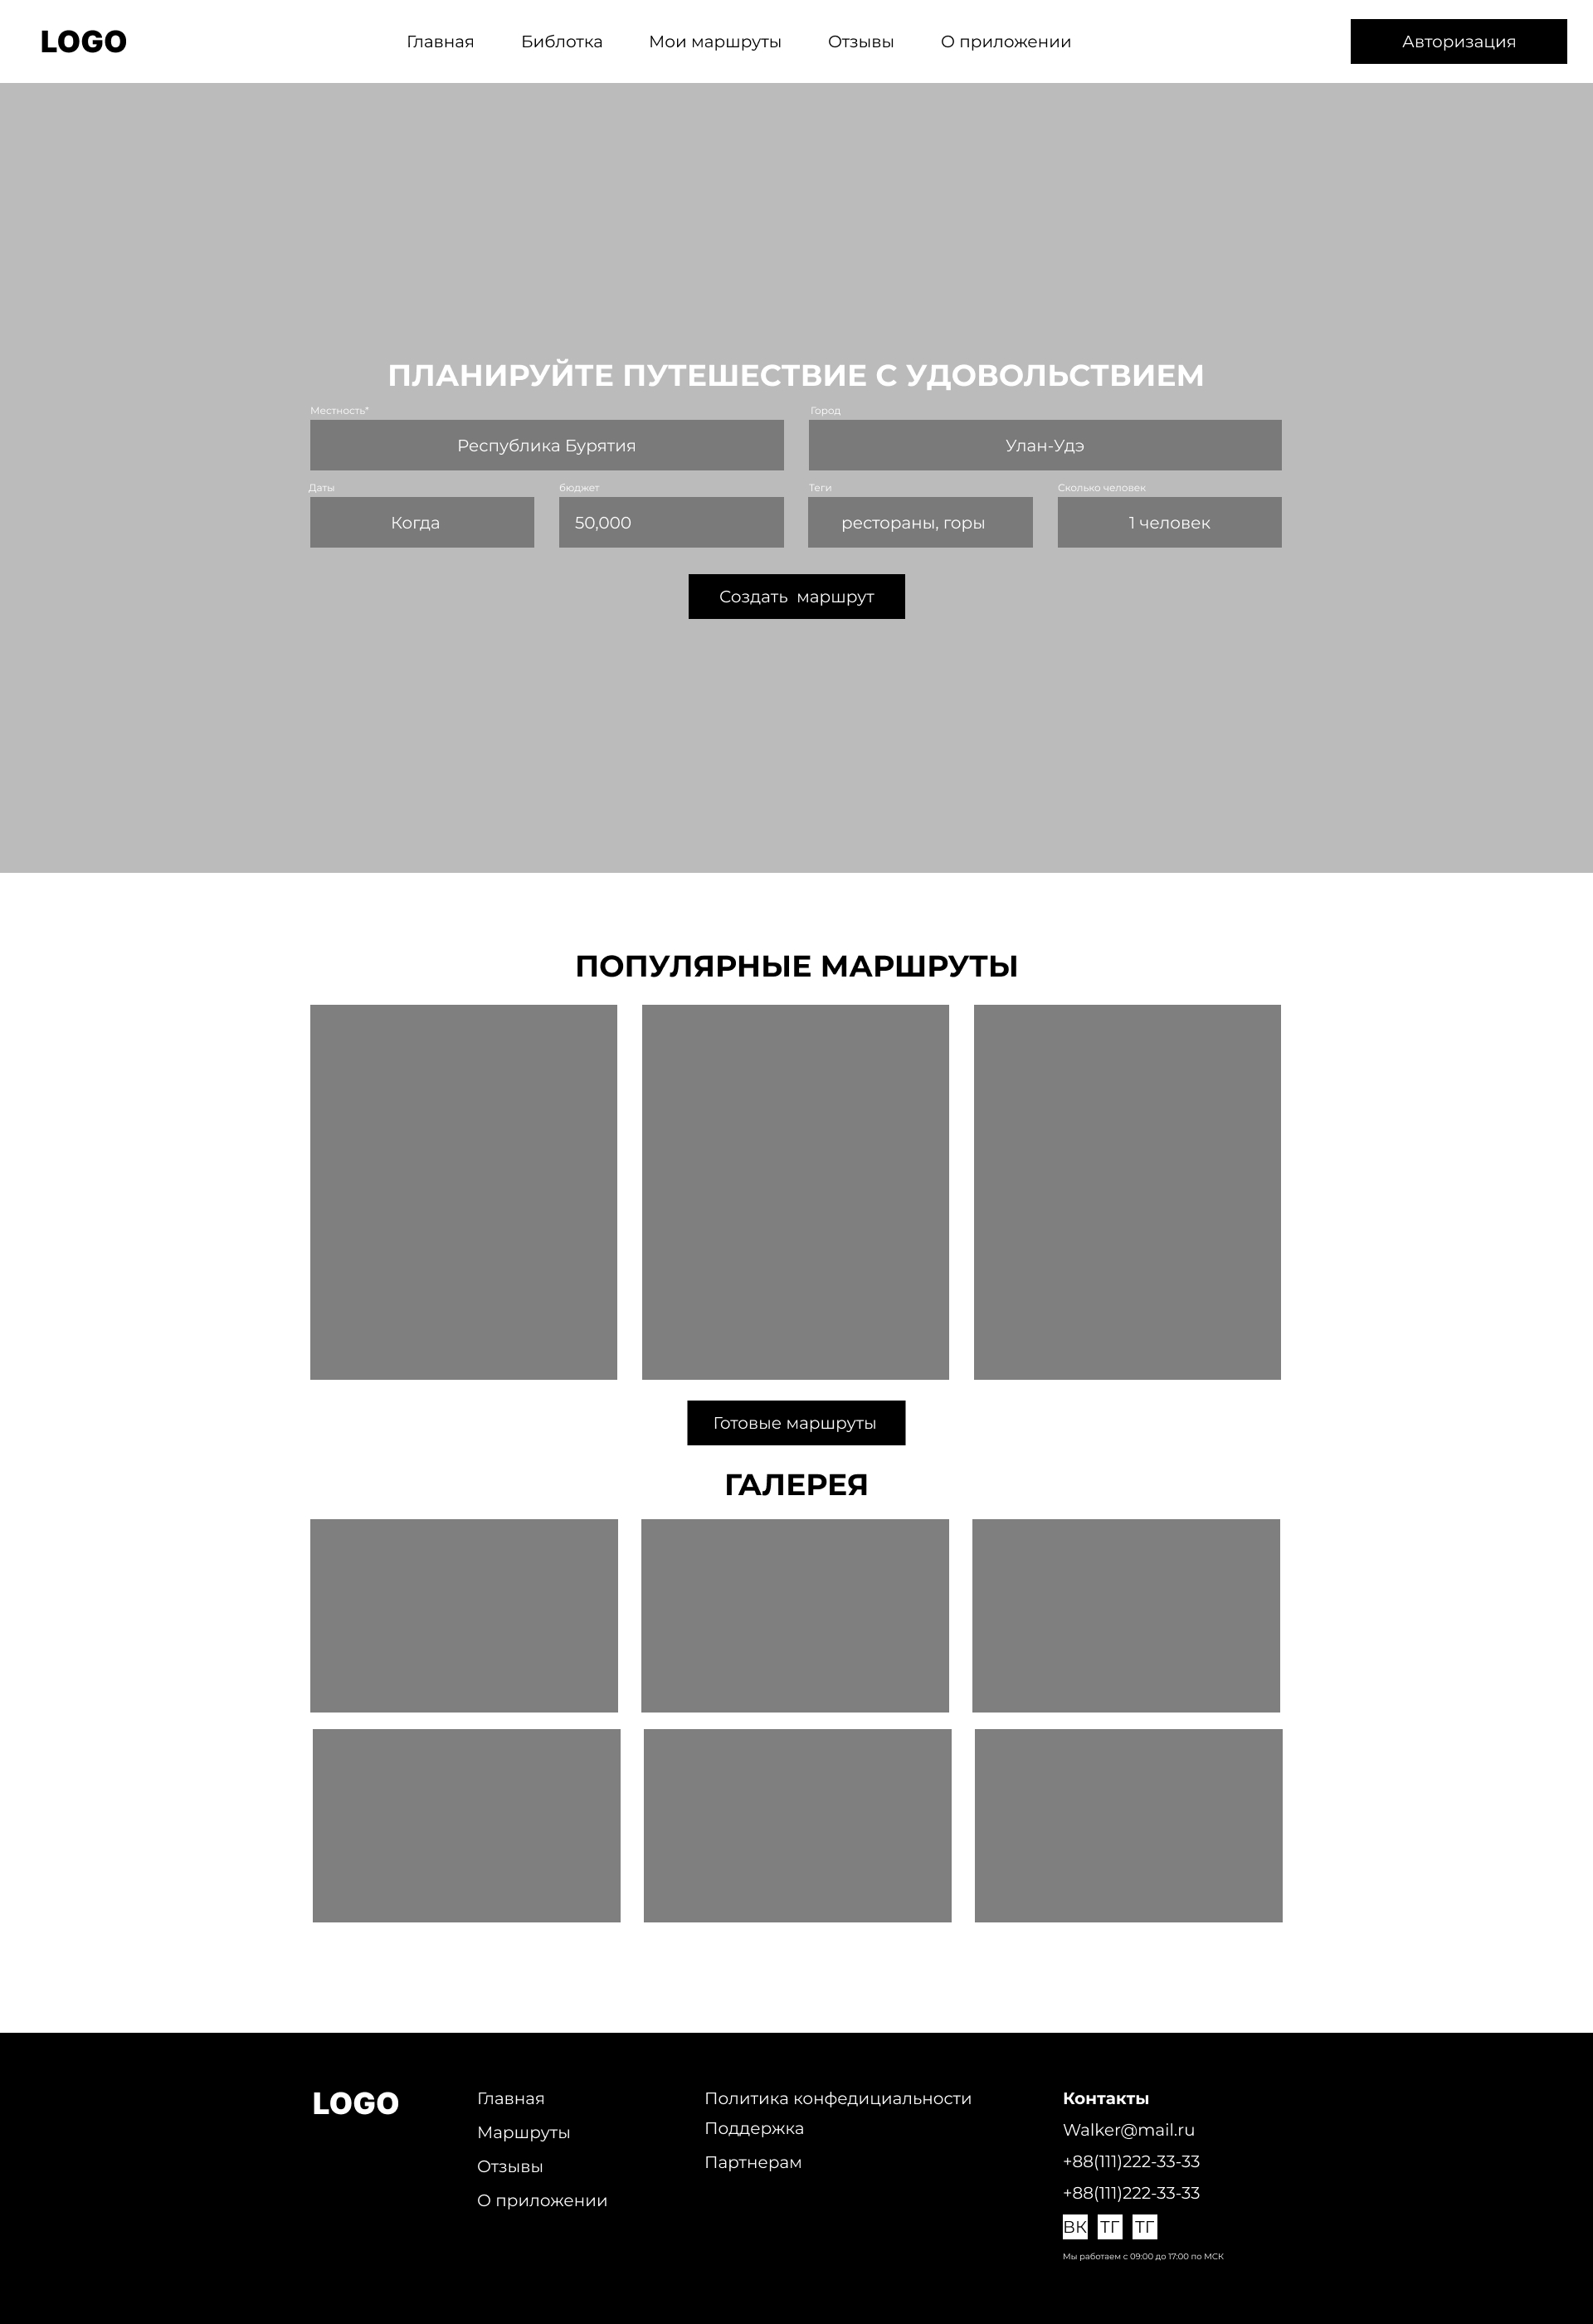 LOGO
Главная
Библотка
Мои маршруты
Отзывы
О приложении
Авторизация
ПЛАНИРУЙТЕ ПУТЕШЕСТВИЕ С УДОВОЛЬСТВИЕМ
Местность*
Город
Республика Бурятия
Улан-Удэ
Даты
бюджет
Теги
Сколько человек
Когда
50,000
рестораны, горы
1 человек
Создать маршрут
ПОПУЛЯРНЫЕ МАРШРУТЫ
Готовые маршруты
ГАЛЕРЕЯ
LOGO
Главная
Маршруты
Отзывы
О приложении
Политика конфедициальности
Поддержка
Партнерам
Контакты
Walker@mail.ru
+88(111)222-33-33
+88(111)222-33-33
ВК ТГ ТГ
Мы работаем с 09:00 до 17:00 по МСК